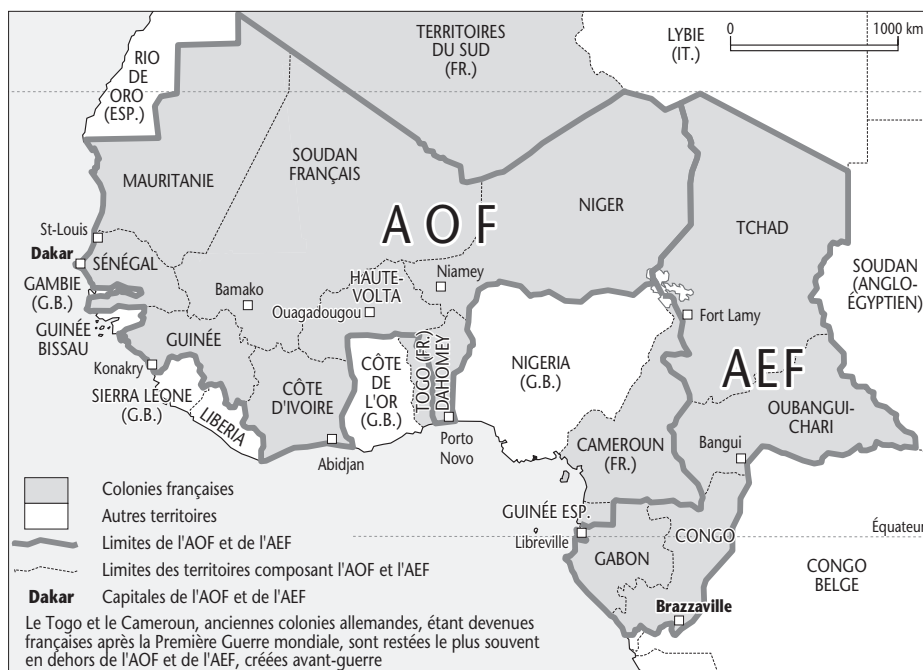 TERRITOIRES
DU SUD
(FR.)
LYBIE
(IT.)
0
1000 km
RIO
DE
ORO
(ESP.)
MAURITANIE
SOUDAN
FRANÇAIS
NIGER
TCHAD
AOF
St-Louis
Dakar
SÉNÉGAL
GAMBIE
(G.B.)
Bamako
HAUTE-
VOLTA
Niamey
Ouagadougou
SOUDAN
(ANGLO-
ÉGYPTIEN)
GUINÉE
BISSAU
GUINÉE
Fort Lamy
Konakry
SIERRA LÉONE
(G.B.)
LIBERIA
CÔTE
D'IVOIRE
CÔTE
DE
L'OR
(G.B.)
TOGO (FR.)
DAHOMEY
NIGERIA
(G.B.)
AEF
OUBANGUI-
CHARI
Abidjan
Porto
Novo
CAMEROUN
(FR.)
Bangui
GUINÉE ESP.
Libreville
GABON
CONGO
Équateur
CONGO
BELGE
Brazzaville
Colonies françaises
Autres territoires
Limites de l'AOF et de l'AEF
Limites des territoires composant l'AOF et l'AEF
Dakar Capitales de l'AOF et de l'AEF
Le Togo et le Cameroun, anciennes colonies allemandes, étant devenues
françaises après la Première Guerre mondiale, sont restées le plus souvent
en dehors de l'AOF et de l'AEF, créées avant-guerre